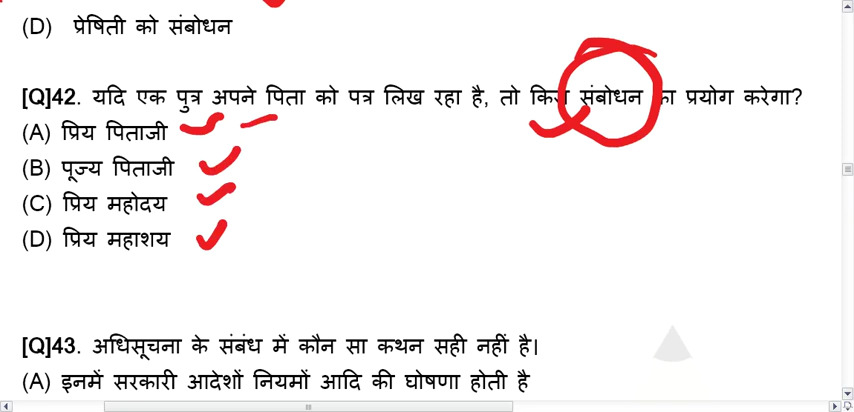 (D) प्रेषिती को संबोधन
[Q]42. यदि एक पुत्र अपने पिता को पत्र लिख रहा है, तो किस संबोधन का प्रयोग करेगा?
(A) प्रिय पिताजी
(B) पूज्य पिताजी
(C) प्रिय महोदय
(D) प्रिय महाशय
[Q]43. अधिसूचना के संबंध में कौन सा कथन सही नहीं है।
(A) इनमें सरकारी आदेशों नियमों आदि की घोषणा होती है